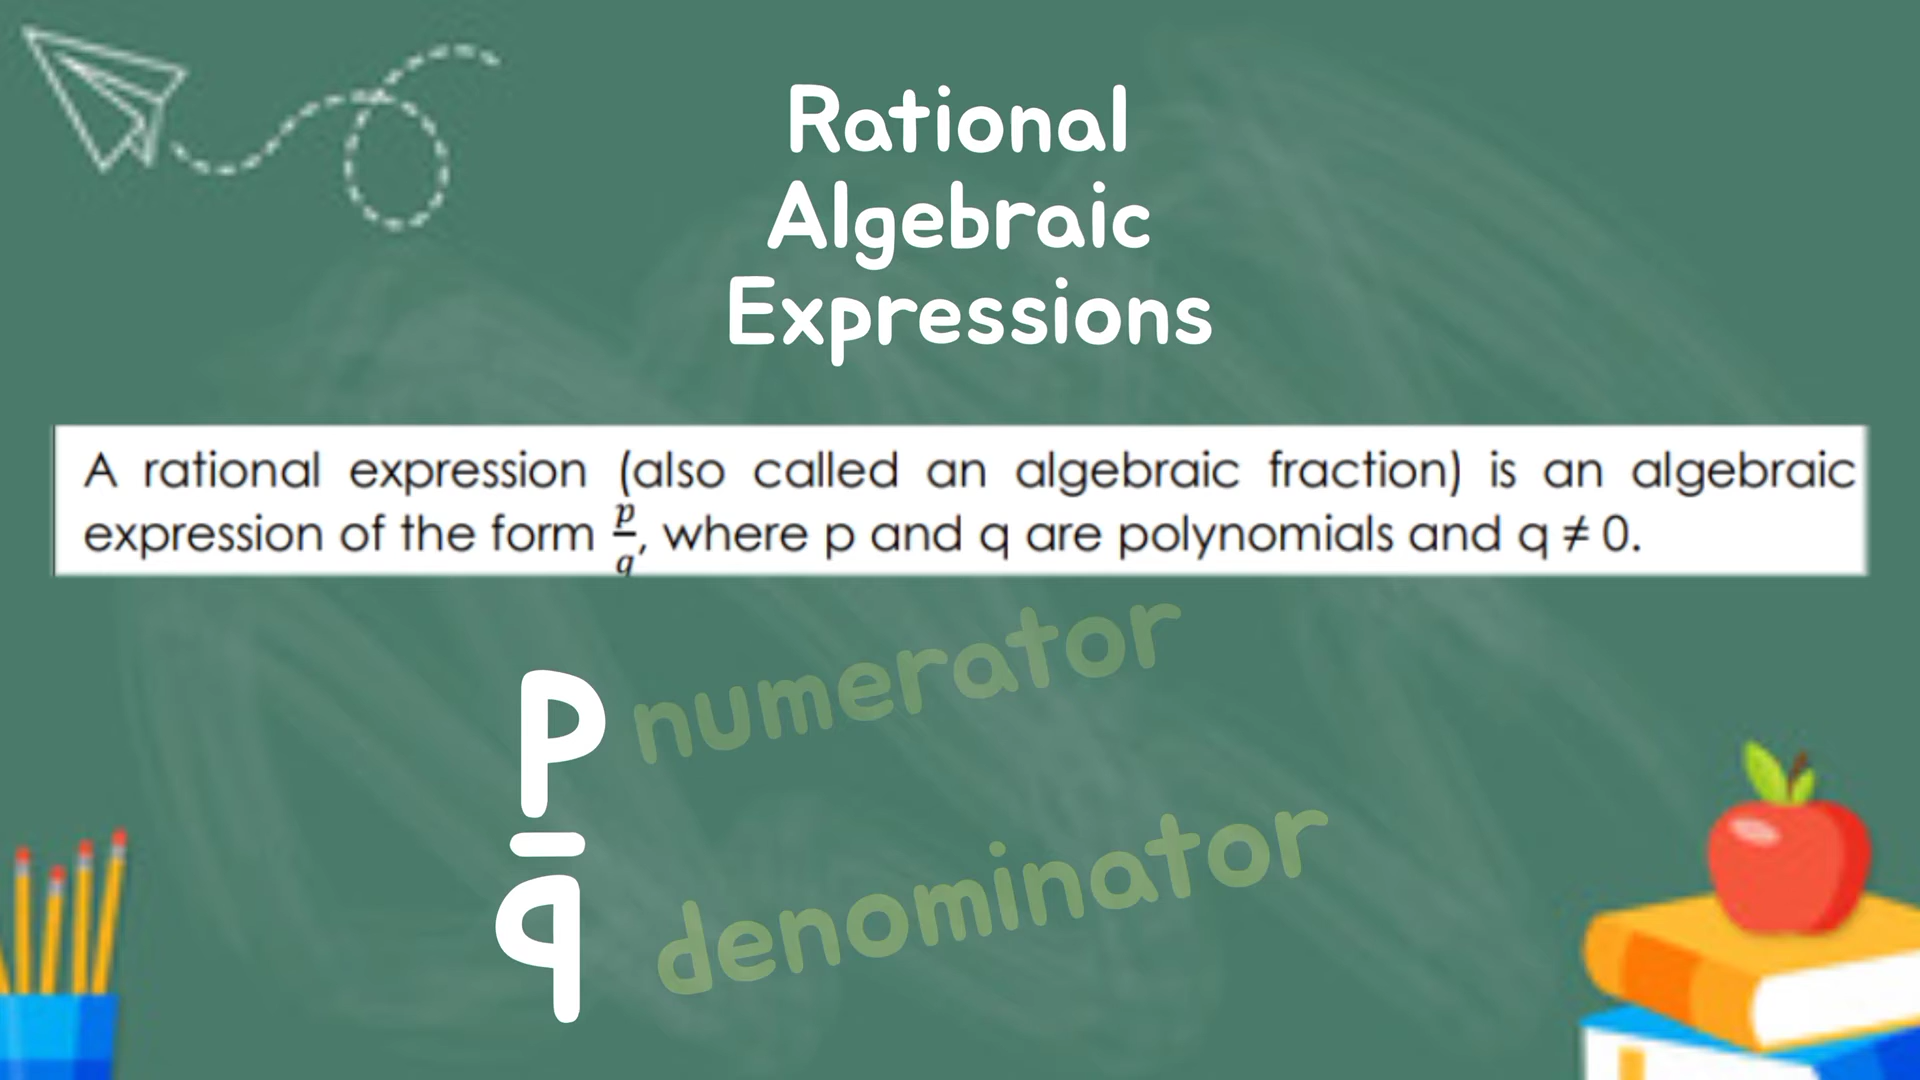 Rational
Algebraic
Expressions
A rational expression (also called an algebraic fraction) is an algebraic
expression of the form p/q, where p and q are polynomials and q ≠ 0.
p numerator
q denominator